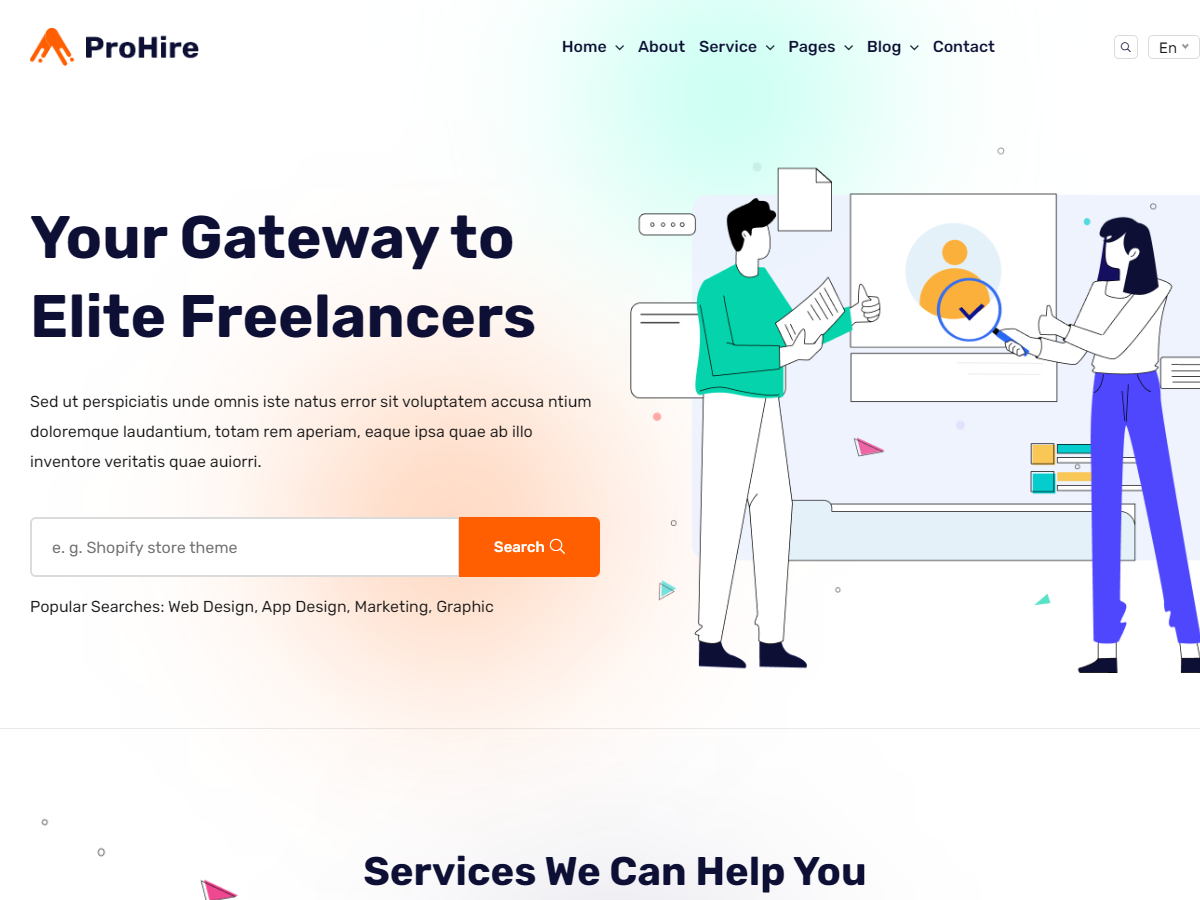 ProHire
Home About Service Pages Blog Contact
En
Your Gateway to
Elite Freelancers
Sed ut perspiciatis unde omnis iste natus error sit voluptatem accusa ntium
doloremque laudantium, totam rem aperiam, eaque ipsa quae ab illo
inventore veritatis quae auiorri.
e. g. Shopify store theme
Search
Popular Searches: Web Design, App Design, Marketing, Graphic
Services We Can Help You